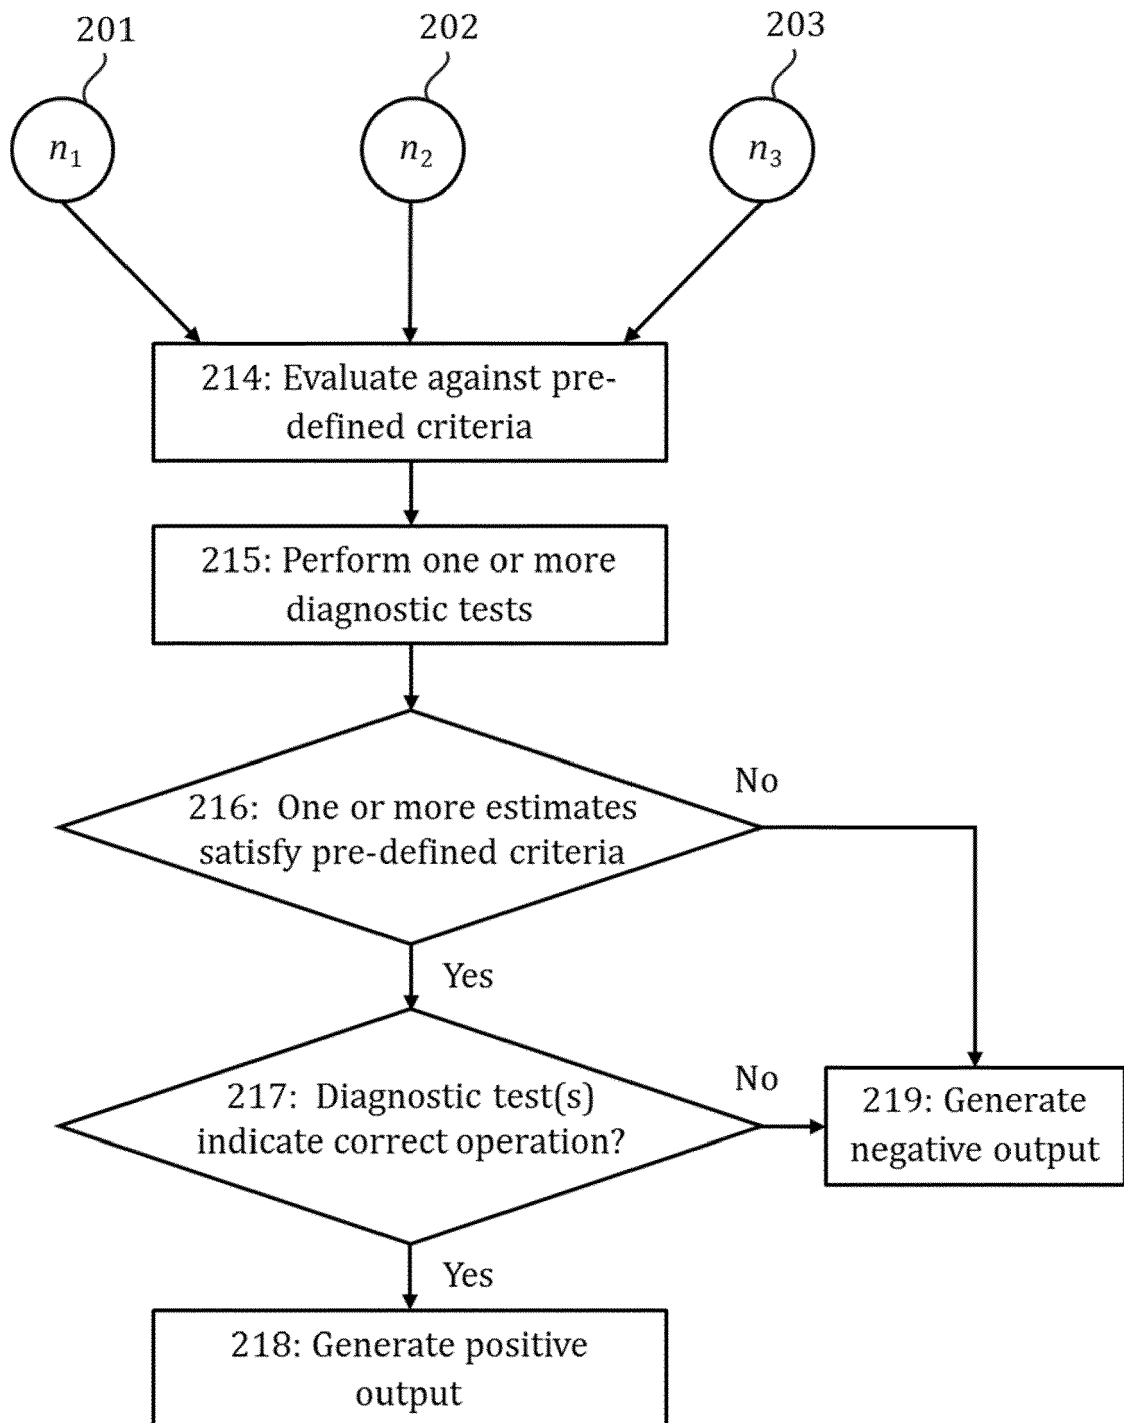 201
202
203
n₁
n₂
n₃
214: Evaluate against pre-
defined criteria
215: Perform one or more
diagnostic tests
No
216: One or more estimates
satisfy pre-defined criteria
Yes
No
217: Diagnostic test(s)
indicate correct operation?
219: Generate
negative output
Yes
218: Generate positive
output